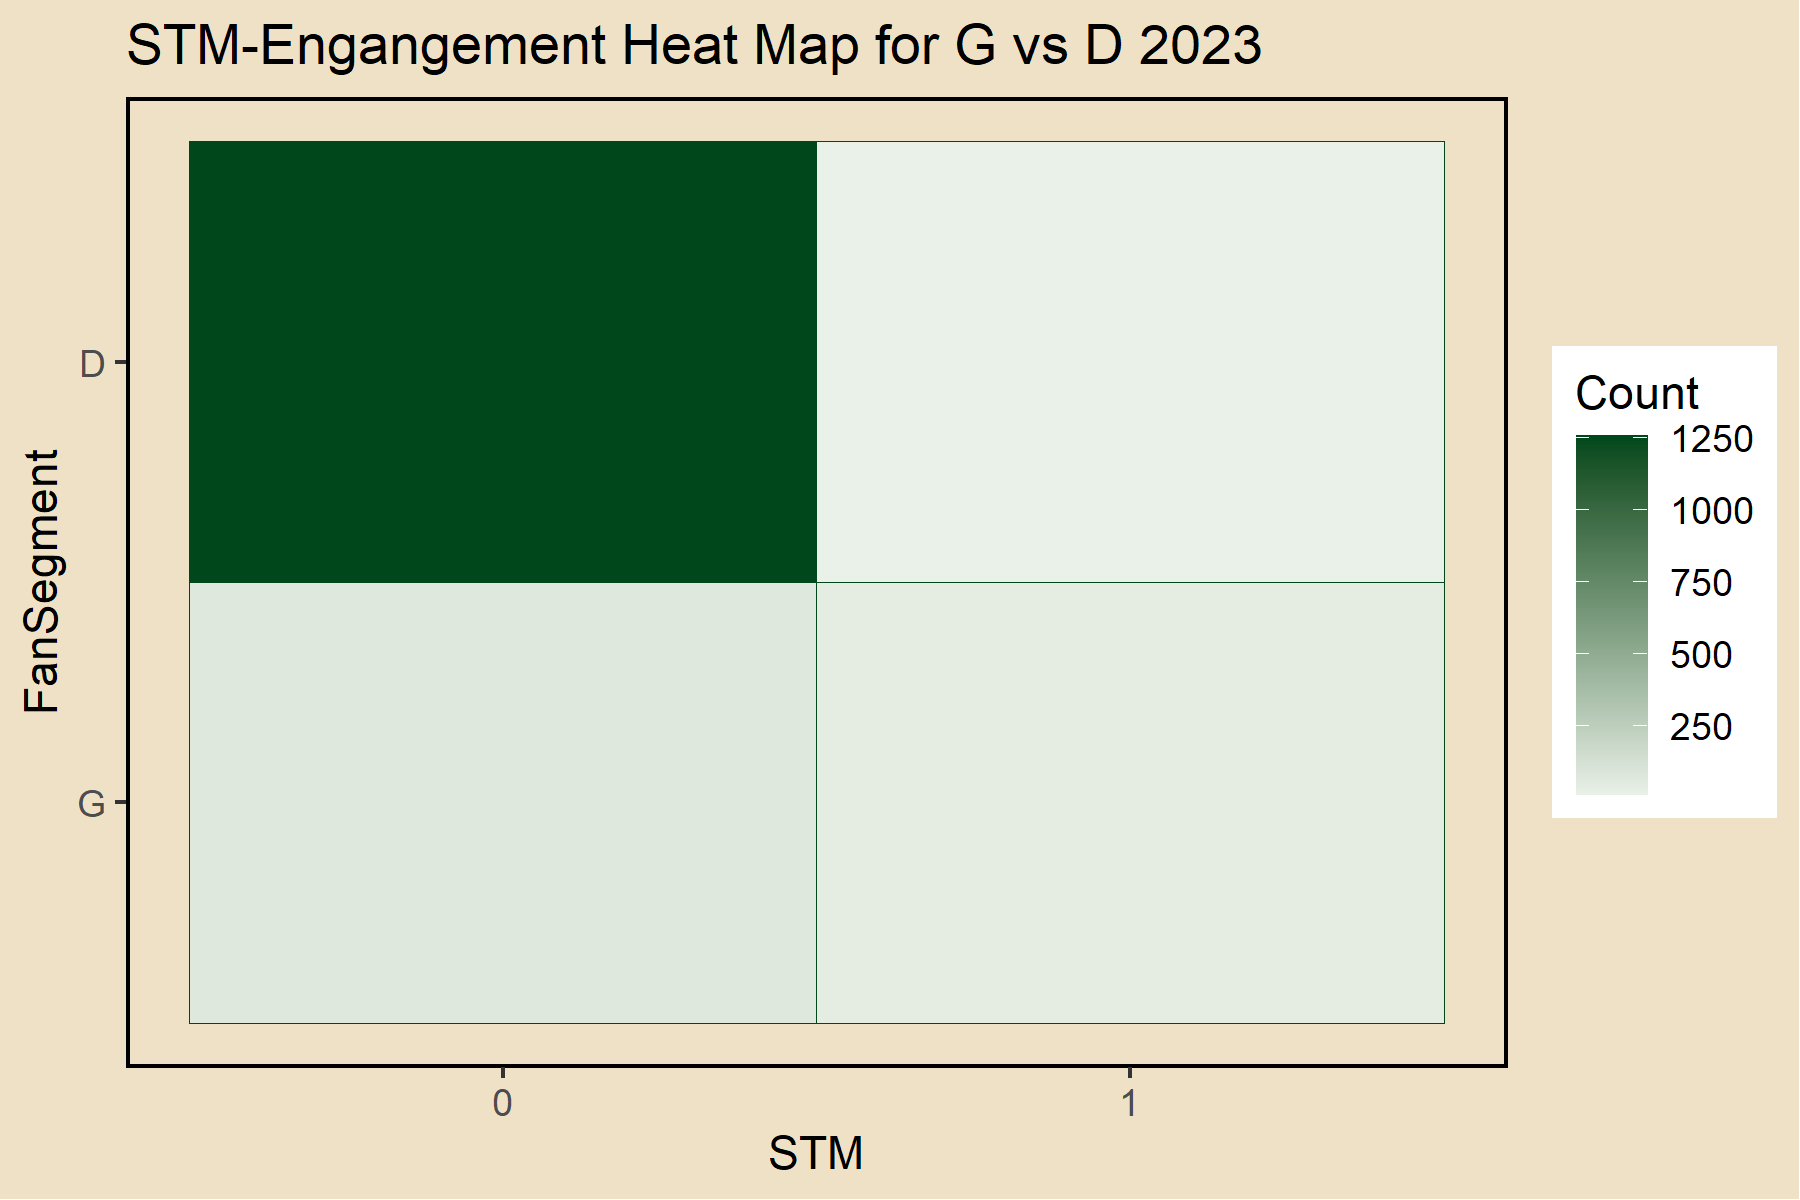 STM-Engangement Heat Map for G vs D 2023
FanSegment
D
G
0
1
STM
Count
1250
1000
750
500
250